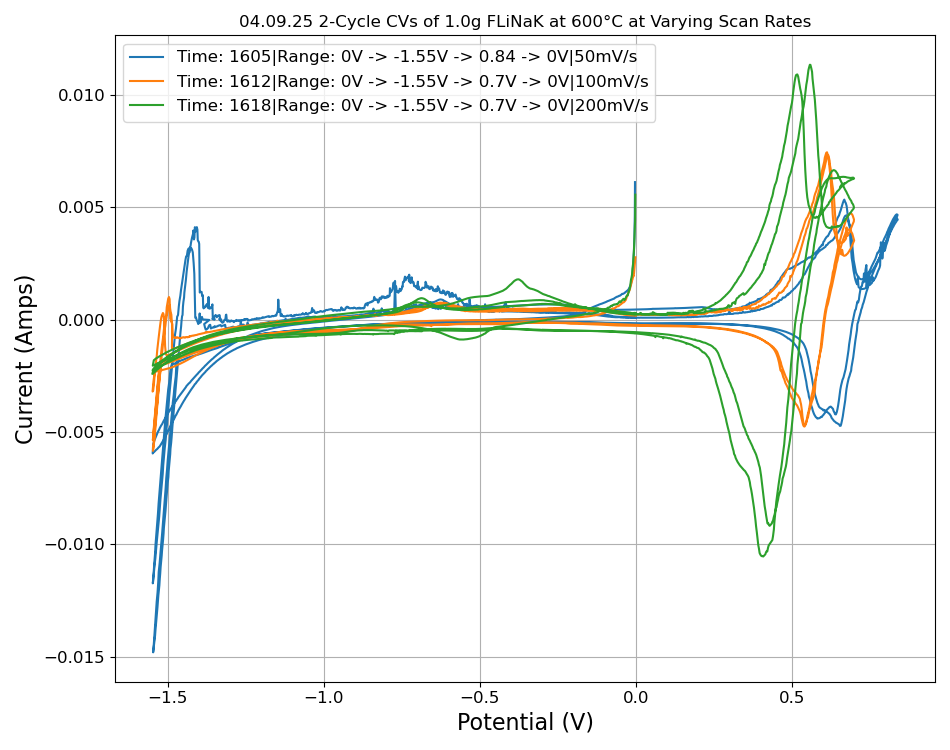 04.09.25 2-Cycle CVs of 1.0g FLiNaK at 600°C at Varying Scan Rates
Time: 1605|Range: 0V -> -1.55V -> 0.84 -> 0V|50mV/s
Time: 1612|Range: 0V -> -1.55V -> 0.7V -> 0V|100mV/s
Time: 1618|Range: 0V -> -1.55V -> 0.7V -> 0V|200mV/s
0.010
0.005
0.000
−0.005
−0.010
−0.015
Current (Amps)
−1.5 −1.0 −0.5 0.0 0.5
Potential (V)